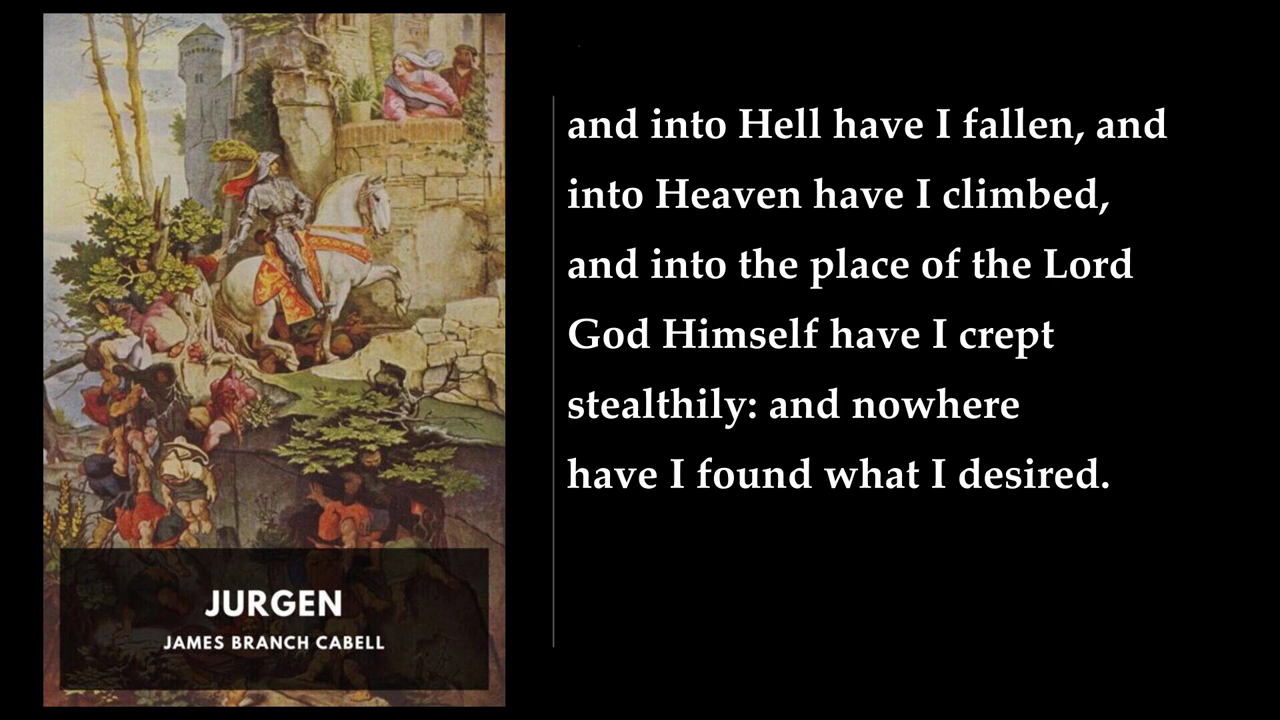 and into Hell have I fallen, and
into Heaven have I climbed,
and into the place of the Lord
God Himself have I crept
stealthily: and nowhere
have I found what I desired.
JURGEN
JAMES BRANCH CABELL